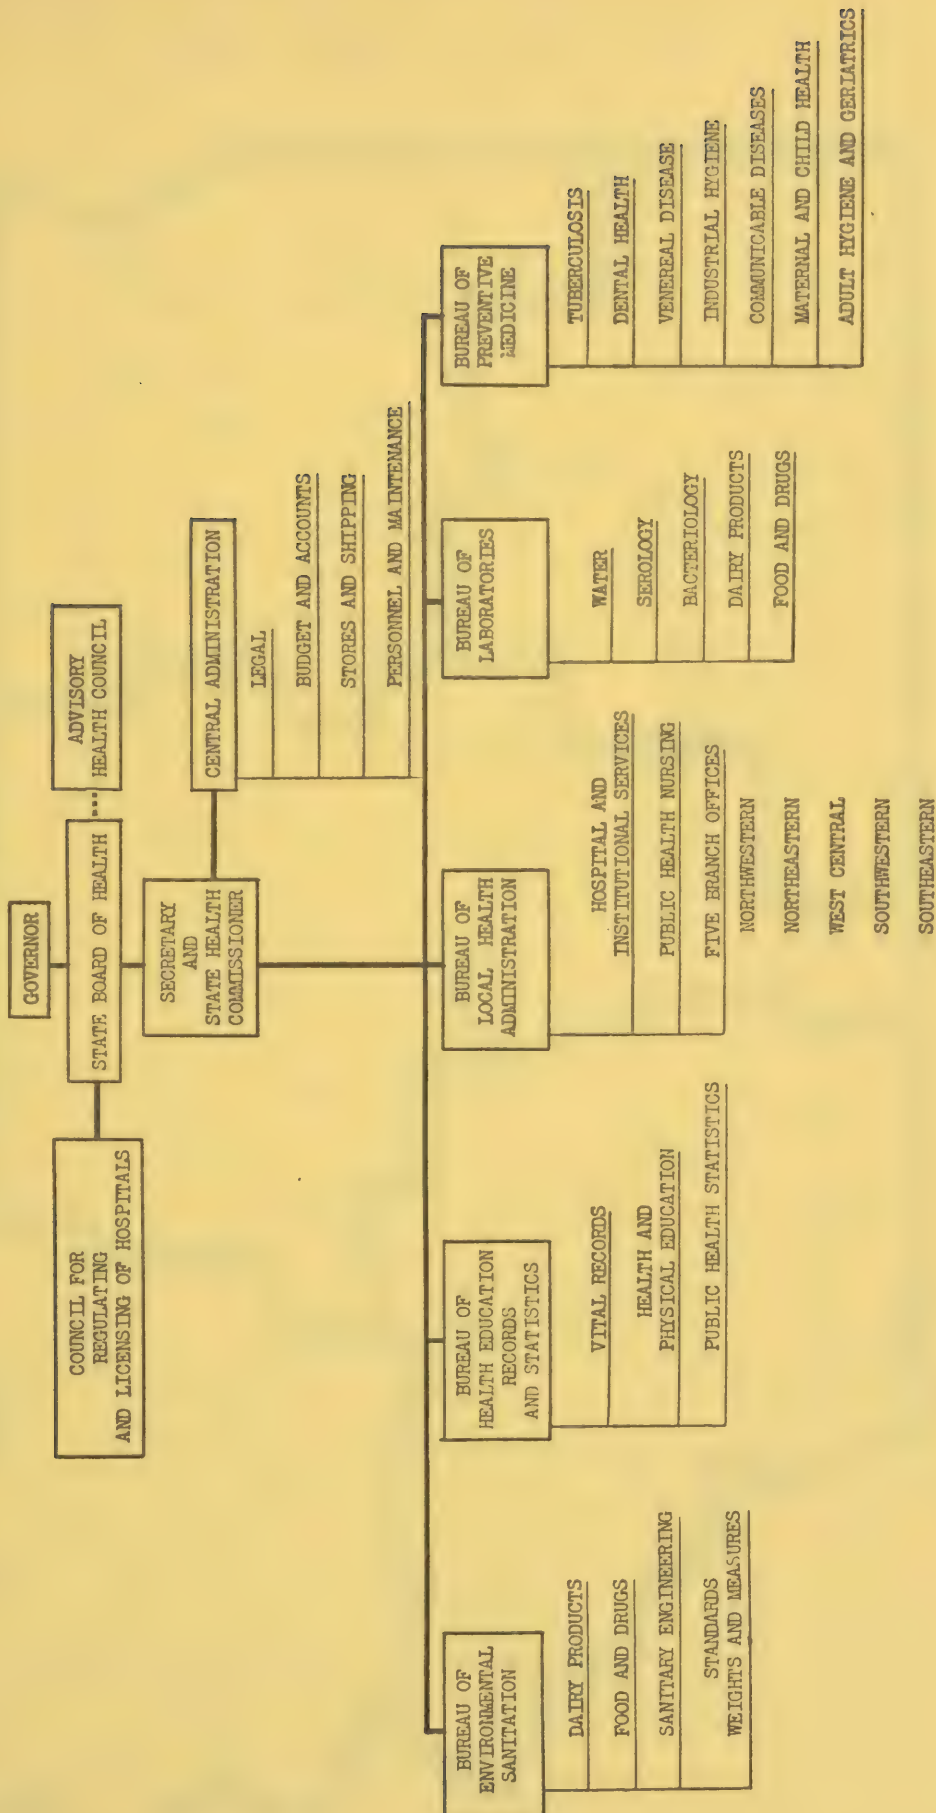 GOVERNOR
STATE BOARD OF HEALTH
ADVISORY
HEALTH COUNCIL
COUNCIL FOR
REGULATING
AND LICENSING OF HOSPITALS
SECRETARY
AND
STATE HEALTH
COMMISSIONER
CENTRAL ADMINISTRATION
LEGAL
BUDGET AND ACCOUNTS
STORES AND SHIPPING
PERSONNEL AND MAINTENANCE
BUREAU OF
ENVIRONMENTAL
SANITATION
DAIRY PRODUCTS
FOOD AND DRUGS
SANITARY ENGINEERING
STANDARDS
WEIGHTS AND MEASURES
BUREAU OF
HEALTH EDUCATION
RECORDS
AND STATISTICS
VITAL RECORDS
HEALTH AND
PHYSICAL EDUCATION
PUBLIC HEALTH STATISTICS
BUREAU OF
LOCAL HEALTH
ADMINISTRATION
HOSPITAL AND
INSTITUTIONAL SERVICES
PUBLIC HEALTH NURSING
FIVE BRANCH OFFICES
NORTHWESTERN
NORTHEASTERN
WEST CENTRAL
SOUTHWESTERN
SOUTHEASTERN
BUREAU OF
LABORATORIES
WATER
SEROLOGY
BACTERIOLOGY
DAIRY PRODUCTS
FOOD AND DRUGS
BUREAU OF
PREVENTIVE
MEDICINE
TUBERCULOSIS
DENTAL HEALTH
VENEREAL DISEASE
INDUSTRIAL HYGIENE
COMMUNICABLE DISEASES
MATERNAL AND CHILD HEALTH
ADULT HYGIENE AND GERIATRICS